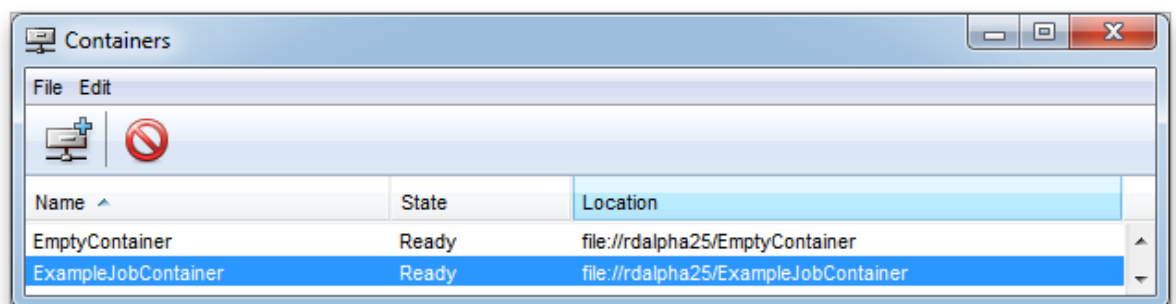 Containers
File Edit
Name State Location
EmptyContainer Ready file://rdalpha25/EmptyContainer
ExampleJobContainer Ready file://rdalpha25/ExampleJobContainer